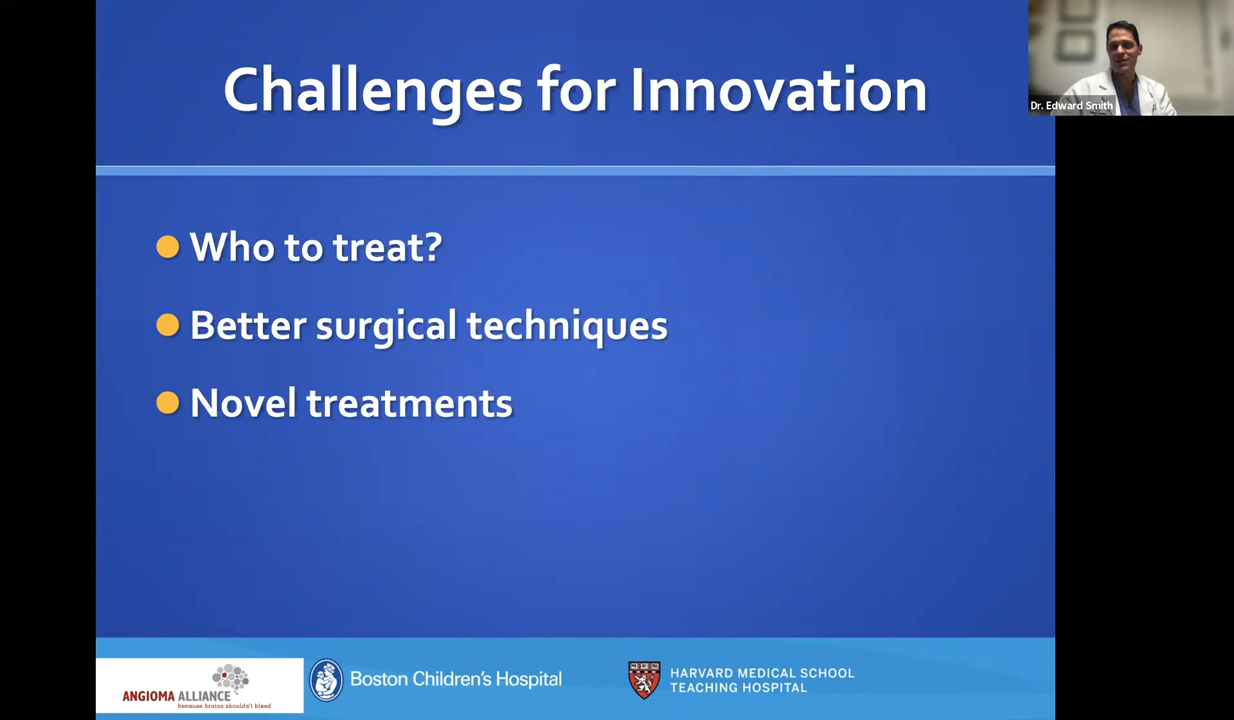 Challenges for Innovation
Dr. Edward Smith
Who to treat?
Better surgical techniques
Novel treatments
ANGIOMA ALLIANCE
because brains shouldn't bleed
Boston Children's Hospital
HARVARD MEDICAL SCHOOL
TEACHING HOSPITAL